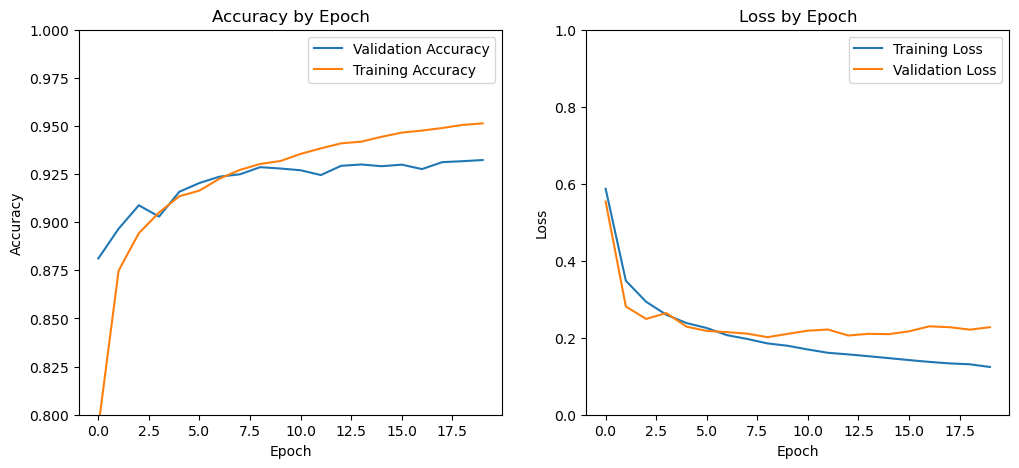 Accuracy by Epoch
1.000
0.975
0.950
0.925
0.900
0.875
0.850
0.825
0.800
Accuracy
Validation Accuracy
Training Accuracy
0.0 2.5 5.0 7.5 10.0 12.5 15.0 17.5
Epoch
Loss by Epoch
1.0
0.8
0.6
0.4
0.2
0.0
Loss
Training Loss
Validation Loss
0.0 2.5 5.0 7.5 10.0 12.5 15.0 17.5
Epoch